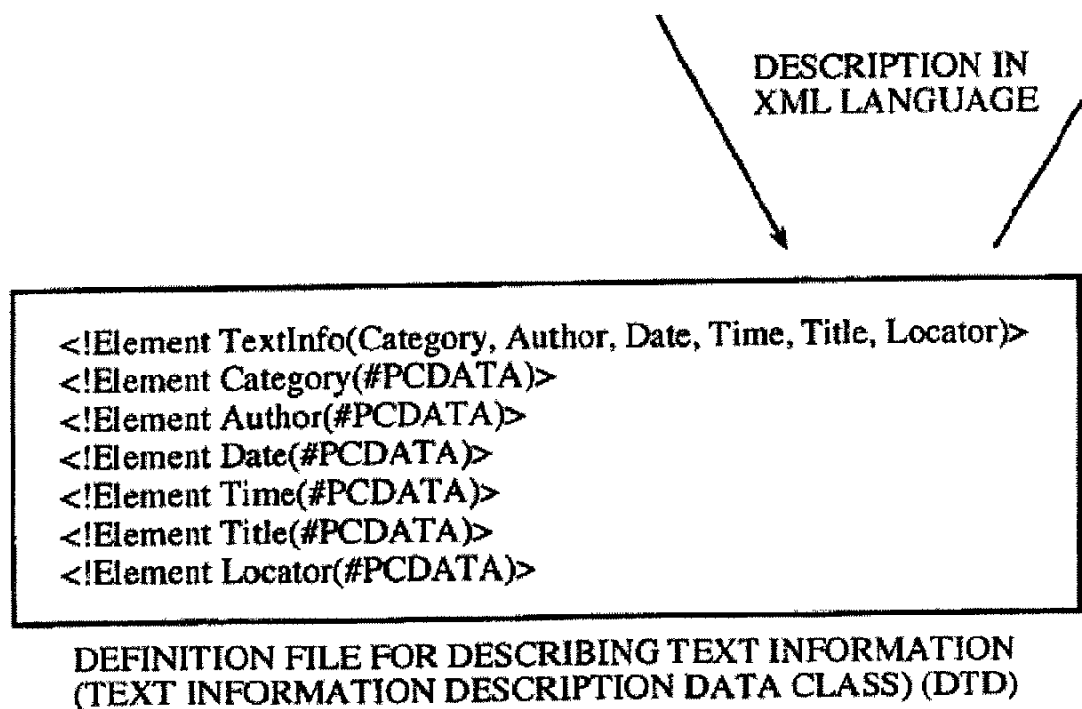 DESCRIPTION IN
XML LANGUAGE
<!Element TextInfo(Category, Author, Date, Time, Title, Locator)>
<!Element Category(#PCDATA)>
<!Element Author(#PCDATA)>
<!Element Date(#PCDATA)>
<!Element Time(#PCDATA)>
<!Element Title(#PCDATA)>
<!Element Locator(#PCDATA)>
DEFINITION FILE FOR DESCRIBING TEXT INFORMATION
(TEXT INFORMATION DESCRIPTION DATA CLASS) (DTD)